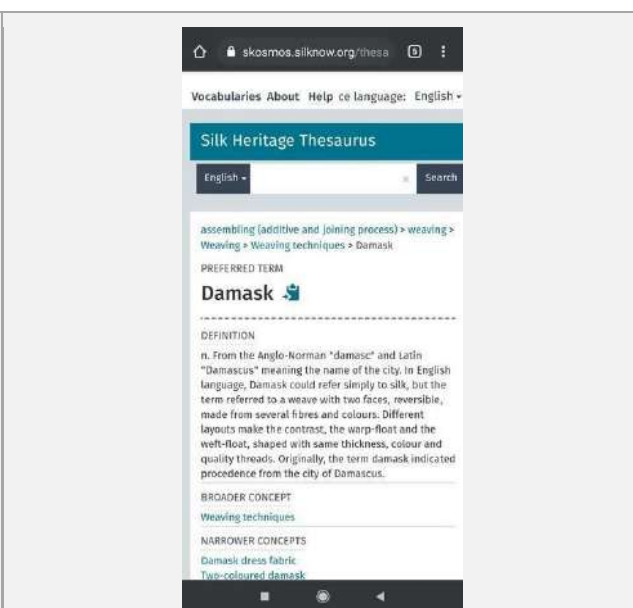 skosmos.silknow.org/thesa 5
Vocabularies About Help ce language: English
Silk Heritage Thesaurus
English × Search
assembling (additive and joining process) > weaving >
Weaving > Weaving techniques > Damask
PREFERRED TERM
Damask
DEFINITION
n. From the Anglo-Norman "damasc" and Latin
"Damascus" meaning the name of the city. In English
language, Damask could refer simply to silk, but the
term referred to a weave with two faces, reversible,
made from several fibres and colours. Different
layouts make the contrast, the warp-float and the
weft-float, shaped with same thickness, colour and
quality threads. Originally, the term damask indicated
procedence from the city of Damascus.
BROADER CONCEPT
Weaving techniques
NARROWER CONCEPTS
Damask dress fabric
Two-coloured damask